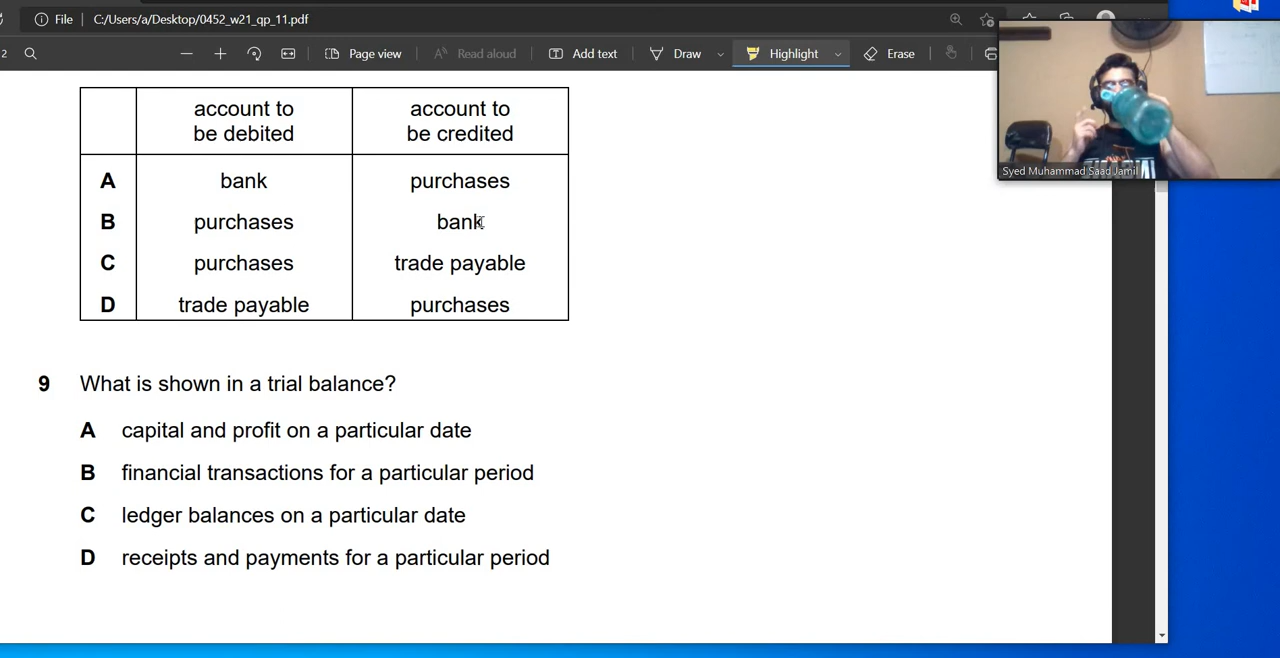 File C:/Users/a/Desktop/0452_w21_qp_11.pdf
2 Page view Read aloud Add text Draw Highlight Erase
Syed Muhammad Saad Jamil
account to be debited account to be credited
A bank purchases
B purchases bank
C purchases trade payable
D trade payable purchases
9 What is shown in a trial balance?
A capital and profit on a particular date
B financial transactions for a particular period
C ledger balances on a particular date
D receipts and payments for a particular period